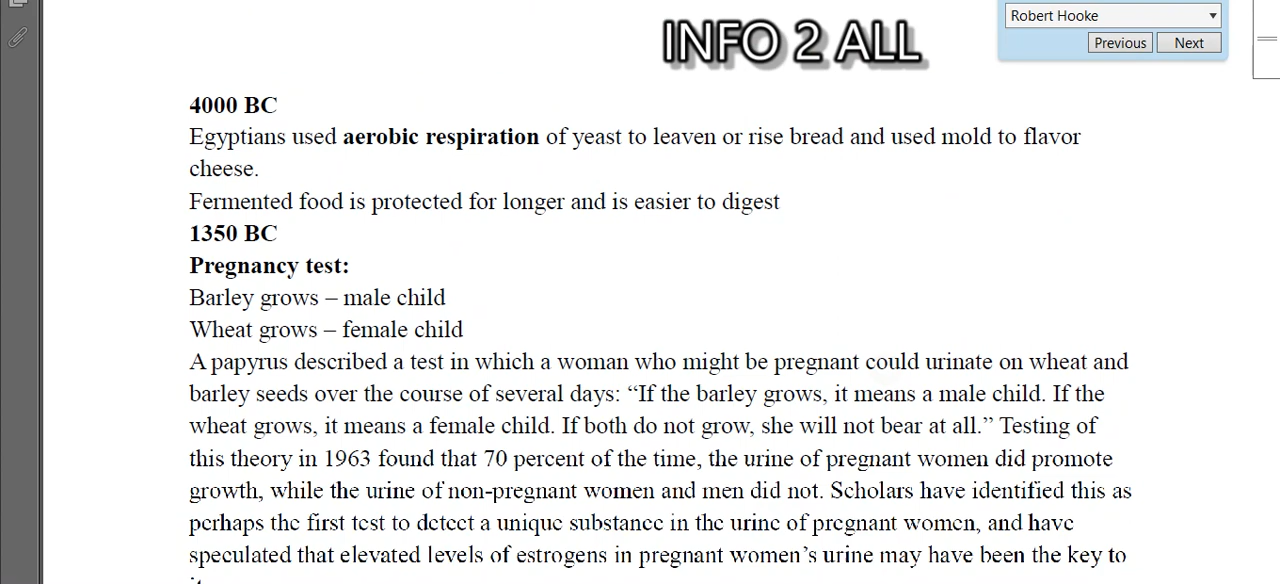 Robert Hooke
INFO 2 ALL
Previous Next
4000 BC
Egyptians used aerobic respiration of yeast to leaven or rise bread and used mold to flavor
cheese.
Fermented food is protected for longer and is easier to digest
1350 BC
Pregnancy test:
Barley grows – male child
Wheat grows – female child
A papyrus described a test in which a woman who might be pregnant could urinate on wheat and
barley seeds over the course of several days: “If the barley grows, it means a male child. If the
wheat grows, it means a female child. If both do not grow, she will not bear at all.” Testing of
this theory in 1963 found that 70 percent of the time, the urine of pregnant women did promote
growth, while the urine of non-pregnant women and men did not. Scholars have identified this as
perhaps the first test to detect a unique substance in the urine of pregnant women, and have
speculated that elevated levels of estrogens in pregnant women’s urine may have been the key to